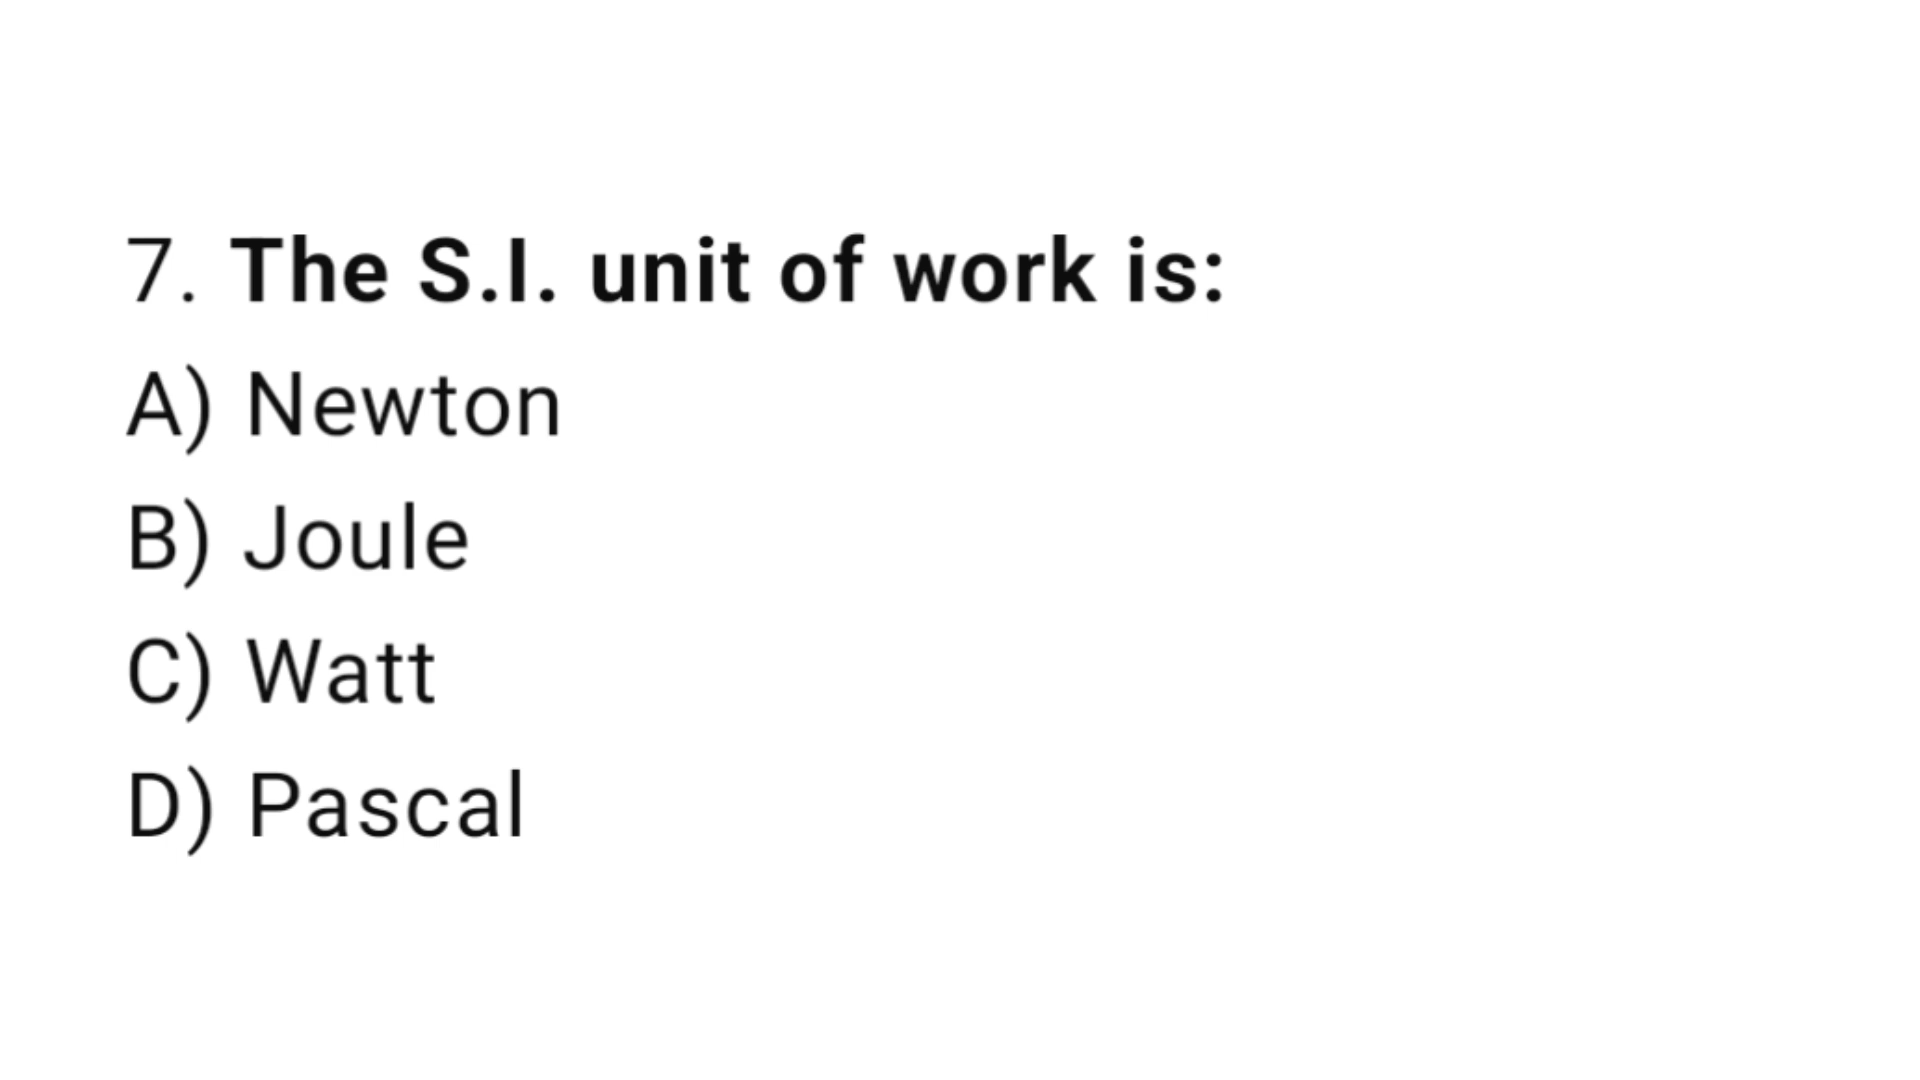 7. The S.I. unit of work is:
A) Newton
B) Joule
C) Watt
D) Pascal